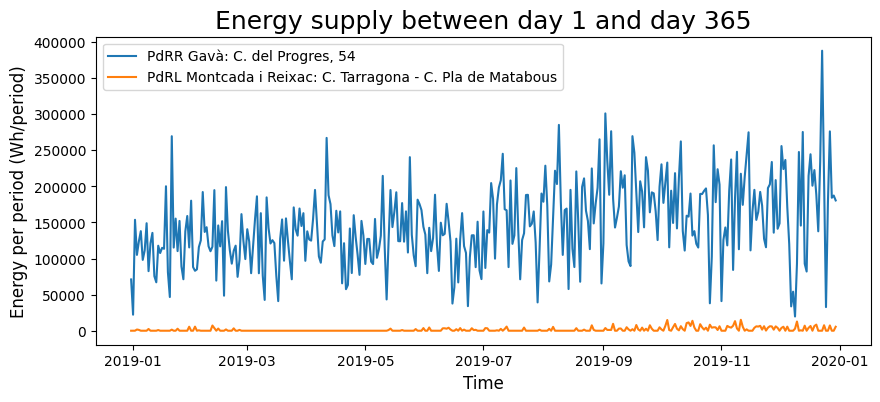 Energy supply between day 1 and day 365
PdRR Gavà: C. del Progres, 54
PdRL Montcada i Reixac: C. Tarragona - C. Pla de Matabous
Energy per period (Wh/period)
400000
350000
300000
250000
200000
150000
100000
50000
0
2019-01 2019-03 2019-05 2019-07 2019-09 2019-11 2020-01
Time